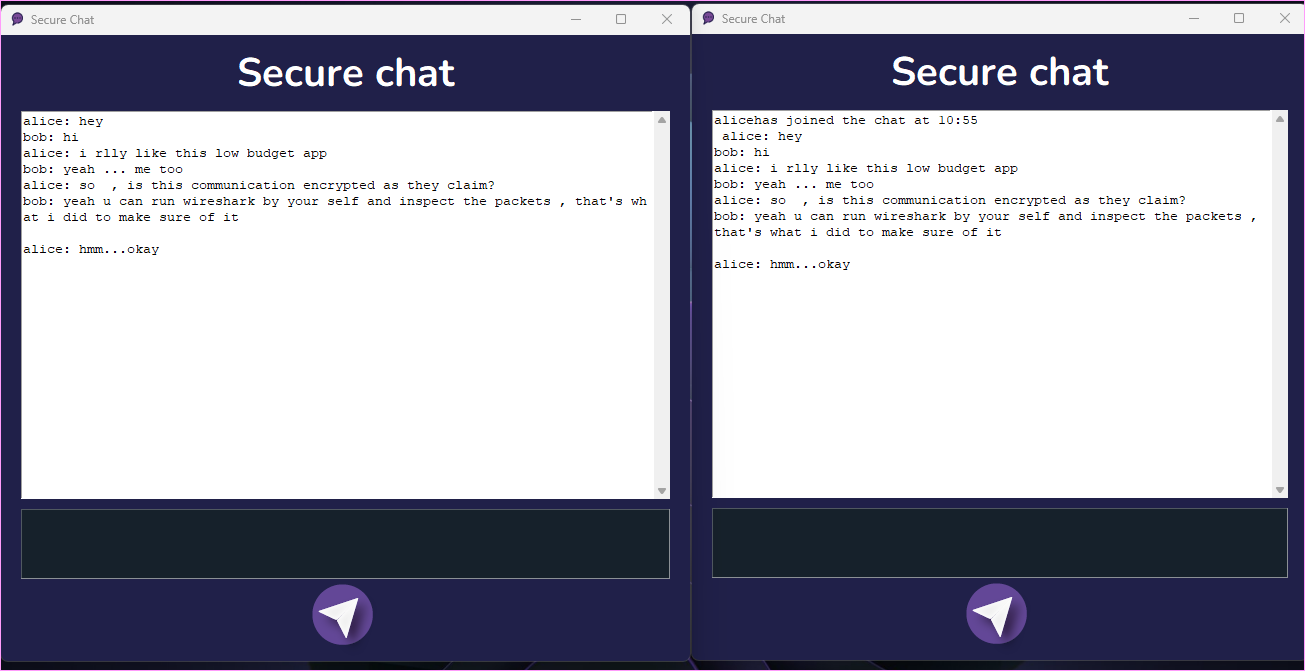 Secure Chat
Secure chat
alice: hey
bob: hi
alice: i rlly like this low budget app
bob: yeah ... me too
alice: so  , is this communication encrypted as they claim?
bob: yeah u can run wireshark by your self and inspect the packets , that's wh
at i did to make sure of it
alice: hmm...okay
Secure Chat
Secure chat
alicehas joined the chat at 10:55
 alice: hey
bob: hi
alice: i rlly like this low budget app
bob: yeah ... me too
alice: so  , is this communication encrypted as they claim?
bob: yeah u can run wireshark by your self and inspect the packets ,
that's what i did to make sure of it
alice: hmm...okay